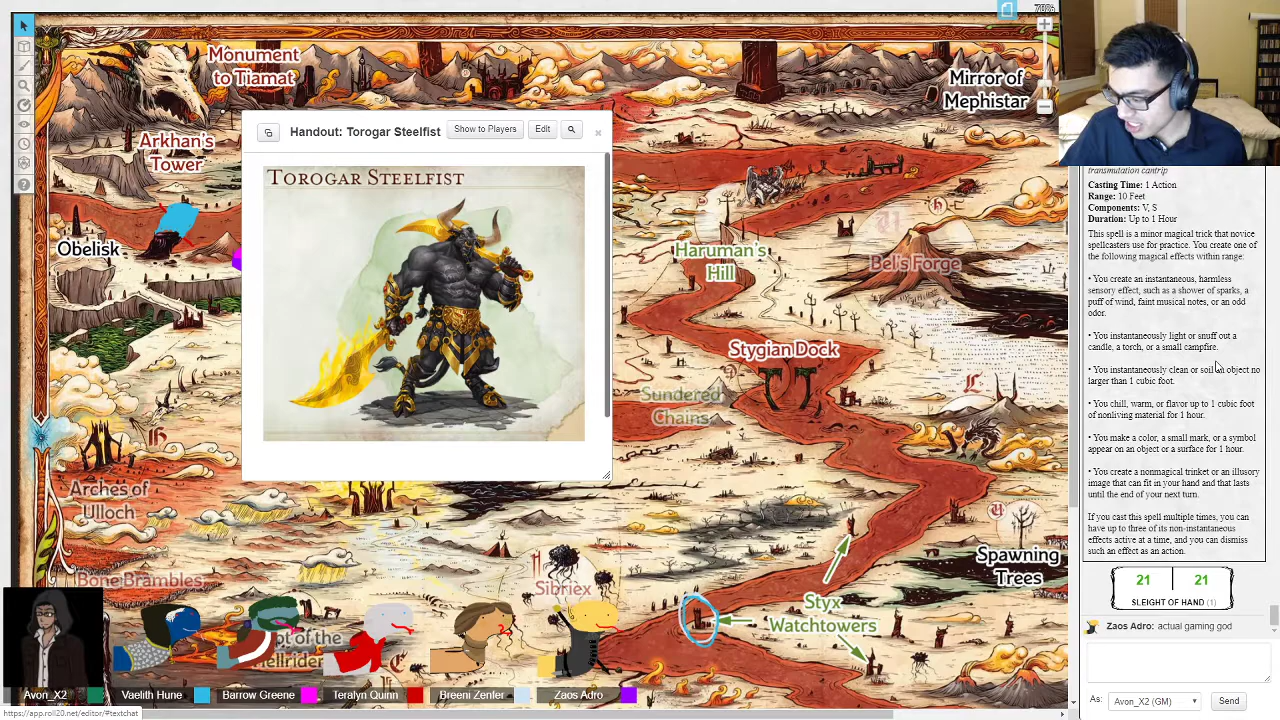 Monument
to Tiamat
Mirror of
Mephistar
Arkhan's
Tower
Obelisk
Handout: Torogar Steelfist
Show to Players
Edit
TOROGAR STEELFIST
Haruman's
Hill
Bel's Forge
Stygian Dock
Sundered
Chains
Arches of
Ulloch
Bone Brambles
Sibriex
Spawning
Trees
Styx
Watchtowers
of the
transmutation cantrip
Casting Time: 1 Action
Range: 10 Feet
Components: V, S
Duration: Up to 1 Hour
This spell is a minor magical trick that novice
spellcasters use for practice. You create one of
the following magical effects within range:
• You create an instantaneous, harmless
sensory effect, such as a shower of sparks, a
puff of wind, faint musical notes, or an odd
odor.
• You instantaneously light or snuff out a
candle, a torch, or a small campfire.
• You instantaneously clean or soil an object no
larger than 1 cubic foot.
• You chill, warm, or flavor up to 1 cubic foot
of nonliving material for 1 hour.
• You make a color, a small mark, or a symbol
appear on an object or a surface for 1 hour.
• You create a nonmagical trinket or an illusory
image that can fit in your hand and that lasts
until the end of your next turn.
If you cast this spell multiple times, you can
have up to three of its non-instantaneous
effects active at a time, and you can dismiss
such an effect as an action.
21 21
SLEIGHT OF HAND (1)
Zaos Adro: actual gaming god
As: Avon_X2 (GM)
Send
Avon_X2
Vaelith Hune
Barrow Greene
Teralyn Quinn
Breeni Zenfer
Zaos Adro
https://app.roll20.net/editor/#textchat